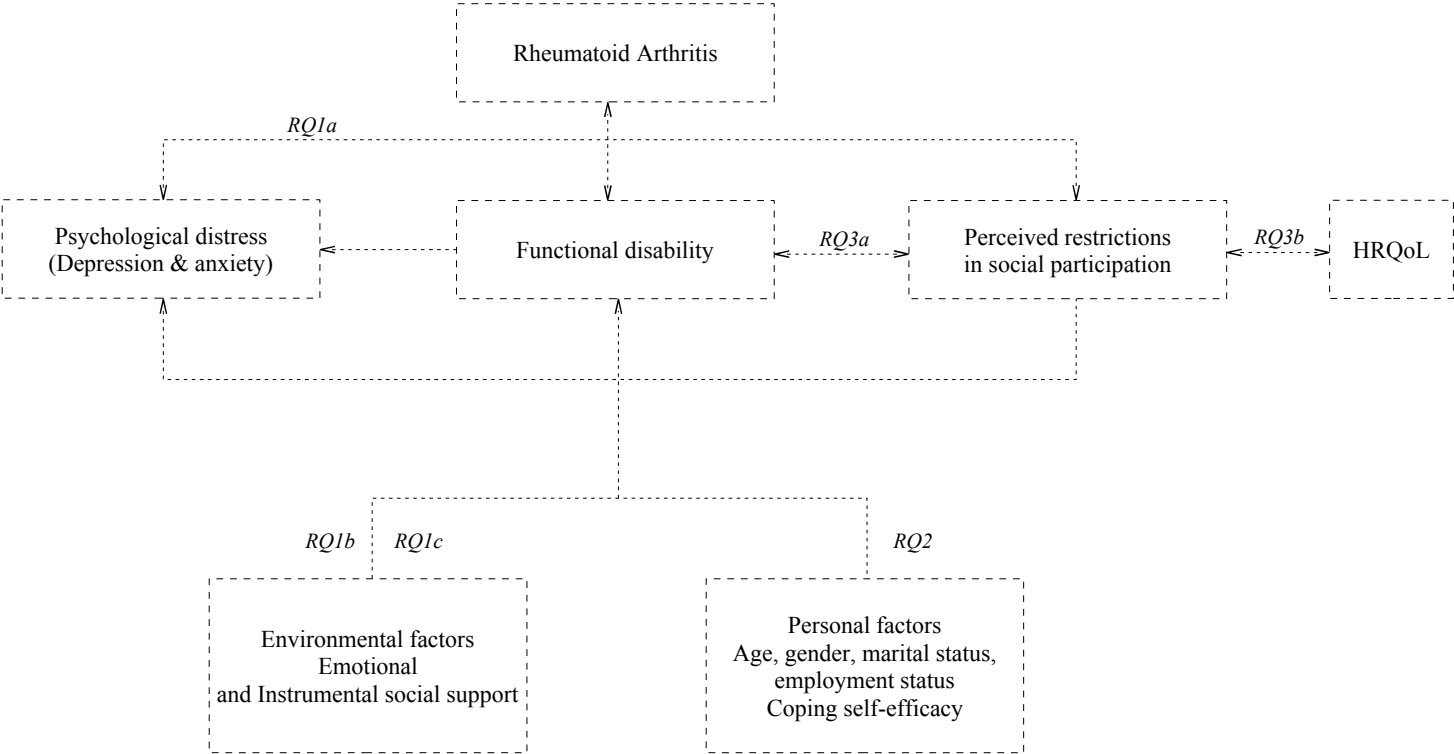 Rheumatoid Arthritis
RQ1a
Psychological distress
(Depression & anxiety)
Functional disability
RQ3a
Perceived restrictions
in social participation
RQ3b
HRQoL
RQ1b
RQ1c
RQ2
Environmental factors
Emotional
and Instrumental social support
Personal factors
Age, gender, marital status,
employment status
Coping self-efficacy